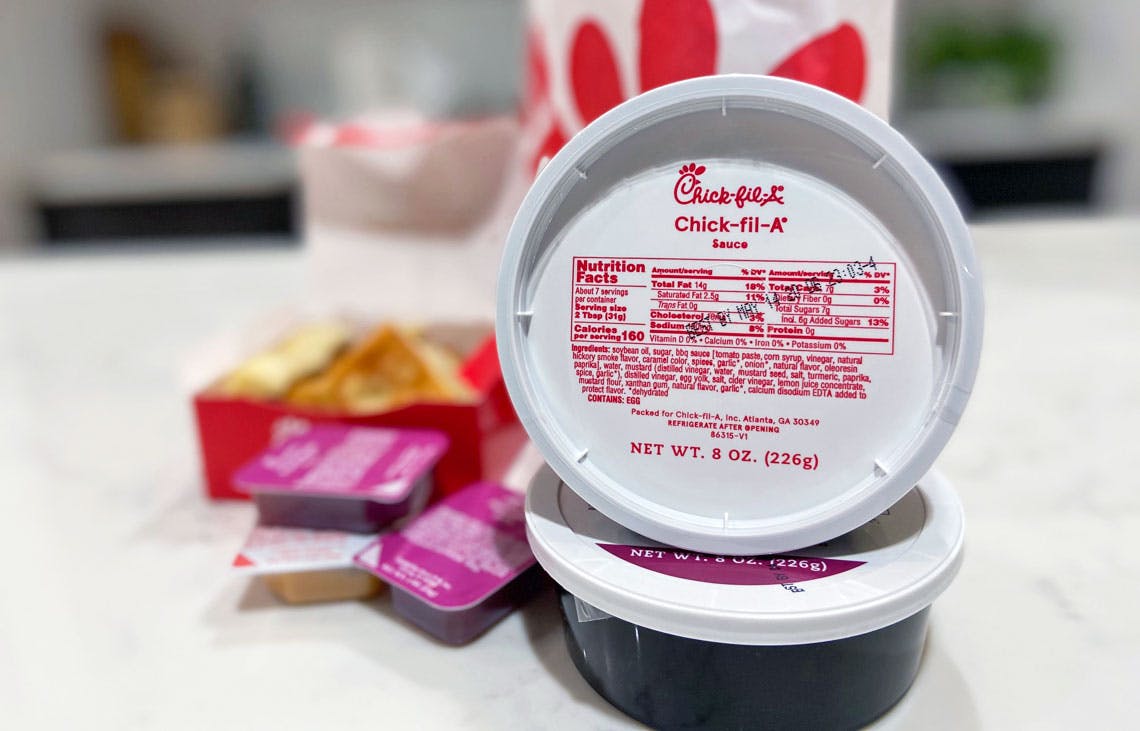 Chick-fil-A®
Chick-fil-A®
Sauce
Nutrition
Facts
About 7 servings
per container
Serving size
2 Tbsp (31g)
Calories
per serving 160
Amount/serving % DV*
Total Fat 14g 18%
Saturated Fat 2.5g 11%
Trans Fat 0g
Cholesterol 3%
Sodium 8%
Amount/serving % DV*
Total Carb. 7g 3%
Dietary Fiber 0g 0%
Total Sugars 7g
Incl. 6g Added Sugars 13%
Protein 0g
Vitamin D 0% • Calcium 0% • Iron 0% • Potassium 0%
BEST BY MAY 23:03-4
Ingredients: soybean oil, sugar, bbq sauce [tomato paste, corn syrup, vinegar, natural
hickory smoke flavor, caramel color, spices, garlic*, onion*, natural flavor, oleoresin
paprika], water, mustard (distilled vinegar, water, mustard seed, salt, turmeric, paprika,
spice, garlic*), distilled vinegar, egg yolk, salt, cider vinegar, lemon juice concentrate,
mustard flour, xanthan gum, natural flavor, garlic*, calcium disodium EDTA added to
protect flavor. *dehydrated
CONTAINS: EGG
Packed for Chick-fil-A, Inc. Atlanta, GA 30349
REFRIGERATE AFTER OPENING
86315-V1
NET WT. 8 OZ. (226g)
NET WT. 8 OZ. (226g)